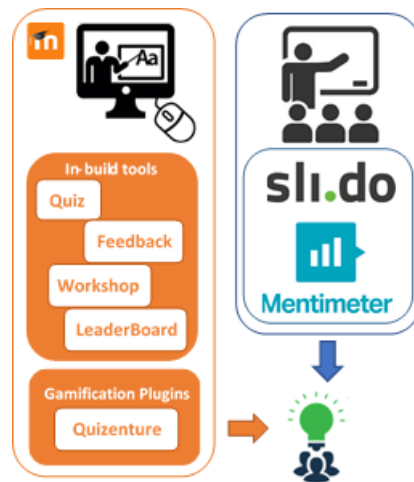 m
Aa
In-build tools
Quiz
Feedback
Workshop
LeaderBoard
Gamification Plugins
Quizenture
sli.do
Mentimeter